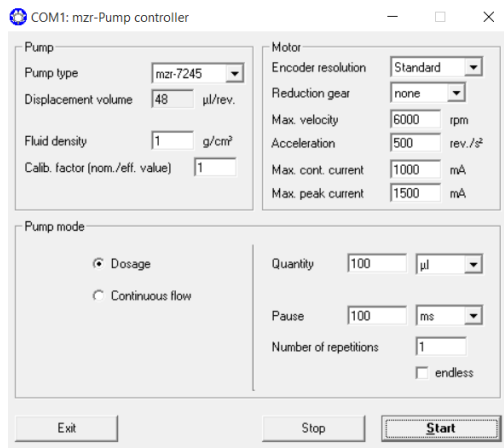 COM1: mzr-Pump controller
Pump
Pump type mzr-7245
Displacement volume 48 µl/rev.
Fluid density 1 g/cm³
Calib. factor (nom./eff. value) 1
Motor
Encoder resolution Standard
Reduction gear none
Max. velocity 6000 rpm
Acceleration 500 rev./s²
Max. cont. current 1000 mA
Max. peak current 1500 mA
Pump mode
Dosage
Continuous flow
Quantity 100 µl
Pause 100 ms
Number of repetitions 1
endless
Exit Stop Start